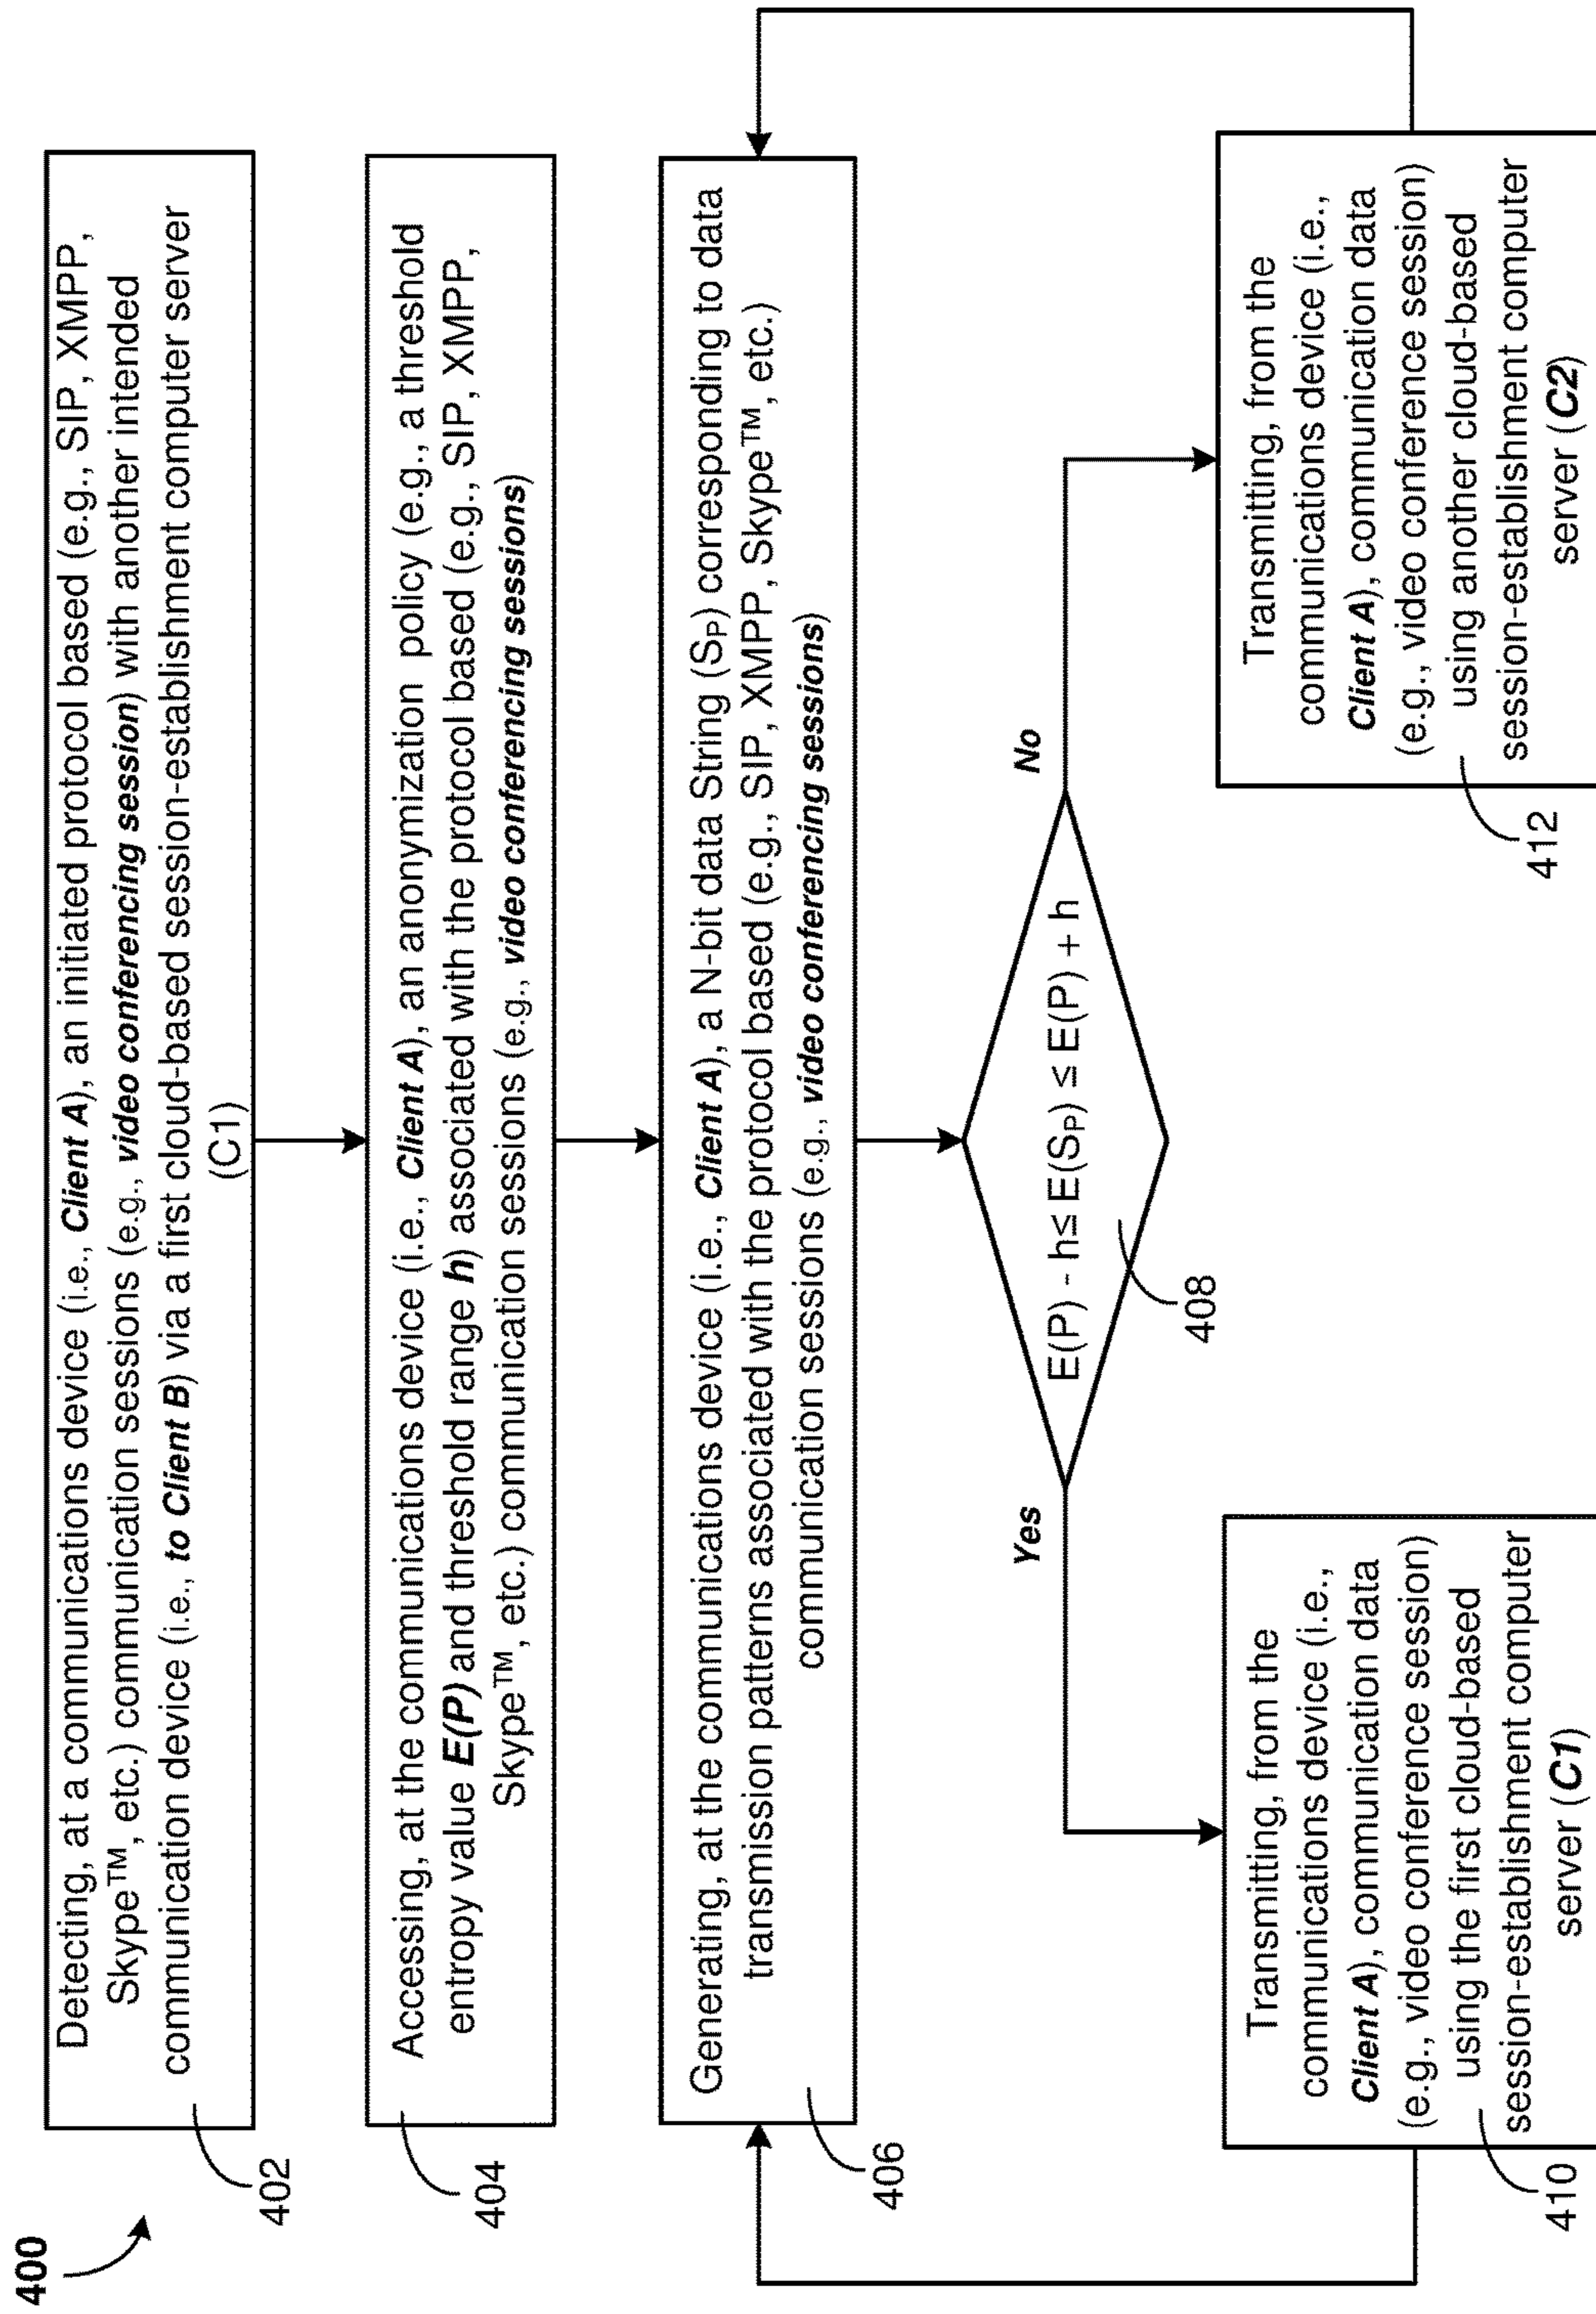 400
Detecting, at a communications device (i.e., Client A), an initiated protocol based (e.g., SIP, XMPP,
Skype™, etc.) communication sessions (e.g., video conferencing session) with another intended
communication device (i.e., to Client B) via a first cloud-based session-establishment computer server
(C1)
402
Accessing, at the communications device (i.e., Client A), an anonymization policy (e.g., a threshold
entropy value E(P) and threshold range h) associated with the protocol based (e.g., SIP, XMPP,
Skype™, etc.) communication sessions (e.g., video conferencing sessions)
404
Generating, at the communications device (i.e., Client A), a N-bit data String (SP) corresponding to data
transmission patterns associated with the protocol based (e.g., SIP, XMPP, Skype™, etc.)
communication sessions (e.g., video conferencing sessions)
406
E(P) - h≤ E(SP) ≤ E(P) + h
408
Yes
No
Transmitting, from the
communications device (i.e.,
Client A), communication data
(e.g., video conference session)
using the first cloud-based
session-establishment computer
server (C1)
410
Transmitting, from the
communications device (i.e.,
Client A), communication data
(e.g., video conference session)
using another cloud-based
session-establishment computer
server (C2)
412